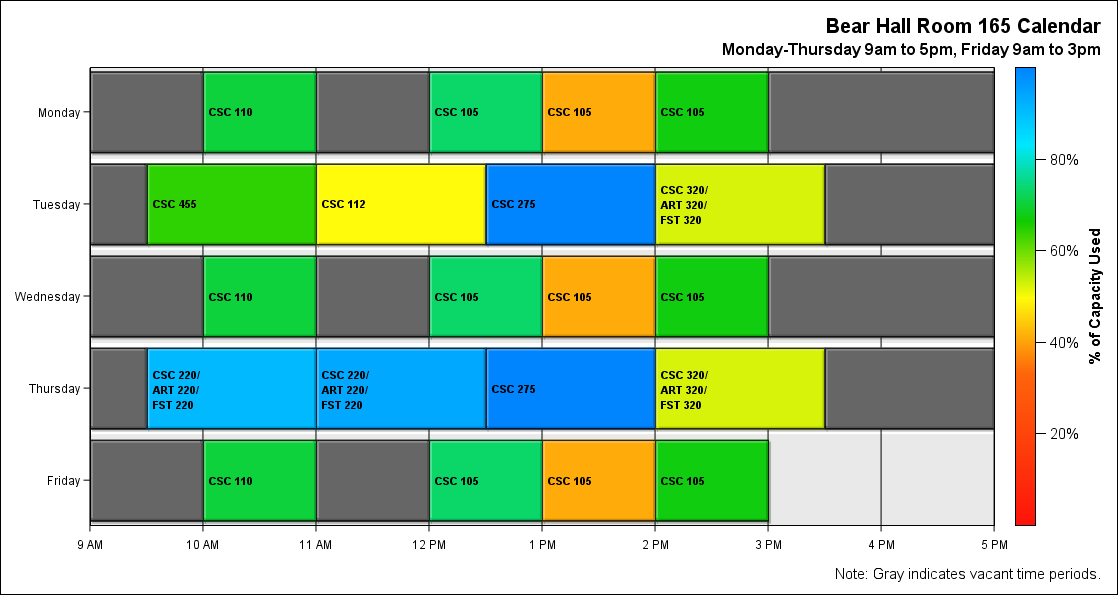 Bear Hall Room 165 Calendar
Monday-Thursday 9am to 5pm, Friday 9am to 3pm
Monday
CSC 110
CSC 105
CSC 105
CSC 105
Tuesday
CSC 455
CSC 112
CSC 275
CSC 320/
ART 320/
FST 320
Wednesday
CSC 110
CSC 105
CSC 105
CSC 105
Thursday
CSC 220/
ART 220/
FST 220
CSC 220/
ART 220/
FST 220
CSC 275
CSC 320/
ART 320/
FST 320
Friday
CSC 110
CSC 105
CSC 105
CSC 105
9 AM
10 AM
11 AM
12 PM
1 PM
2 PM
3 PM
4 PM
5 PM
80%
60%
40%
20%
% of Capacity Used
Note: Gray indicates vacant time periods.